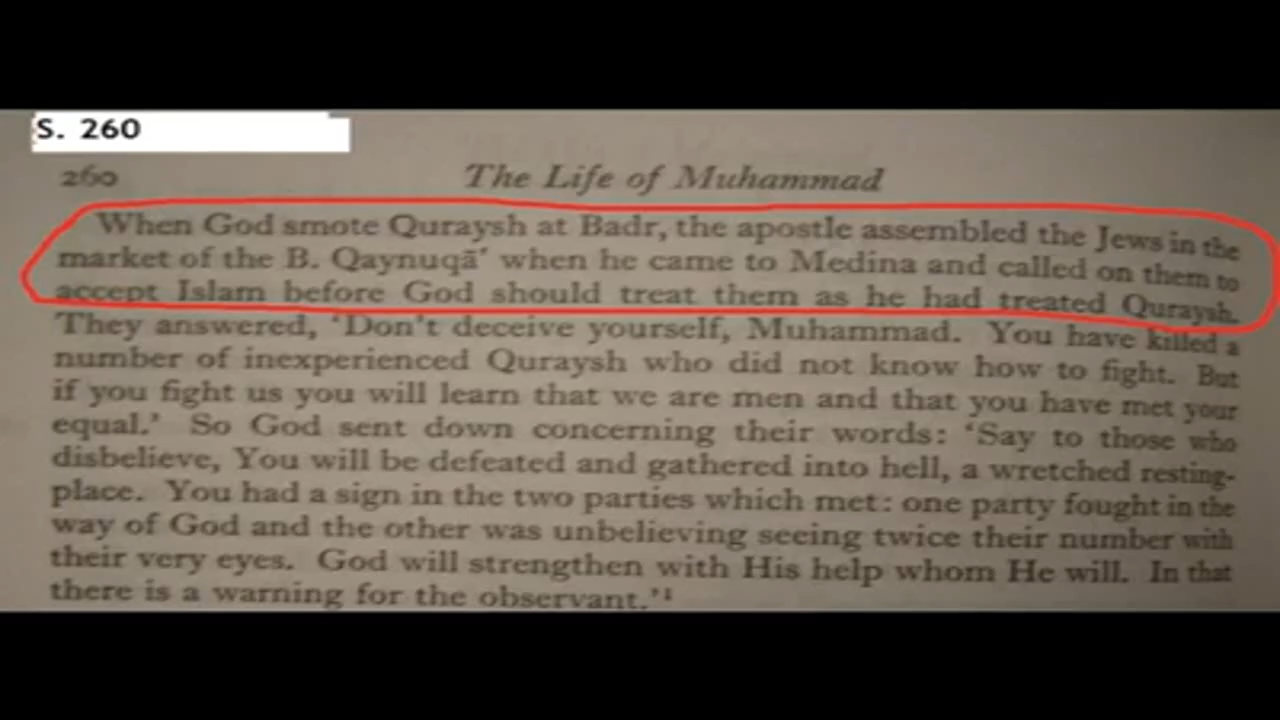 S. 260
260 The Life of Muhammad
When God smote Quraysh at Badr, the apostle assembled the Jews in the
market of the B. Qaynuqā' when he came to Medina and called on them to
accept Islam before God should treat them as he had treated Quraysh.
They answered, 'Don't deceive yourself, Muhammad. You have killed a
number of inexperienced Quraysh who did not know how to fight. But
if you fight us you will learn that we are men and that you have met your
equal.' So God sent down concerning their words: 'Say to those who
disbelieve, You will be defeated and gathered into hell, a wretched resting-
place. You had a sign in the two parties which met: one party fought in the
way of God and the other was unbelieving seeing twice their number with
their very eyes. God will strengthen with His help whom He will. In that
there is a warning for the observant.'¹